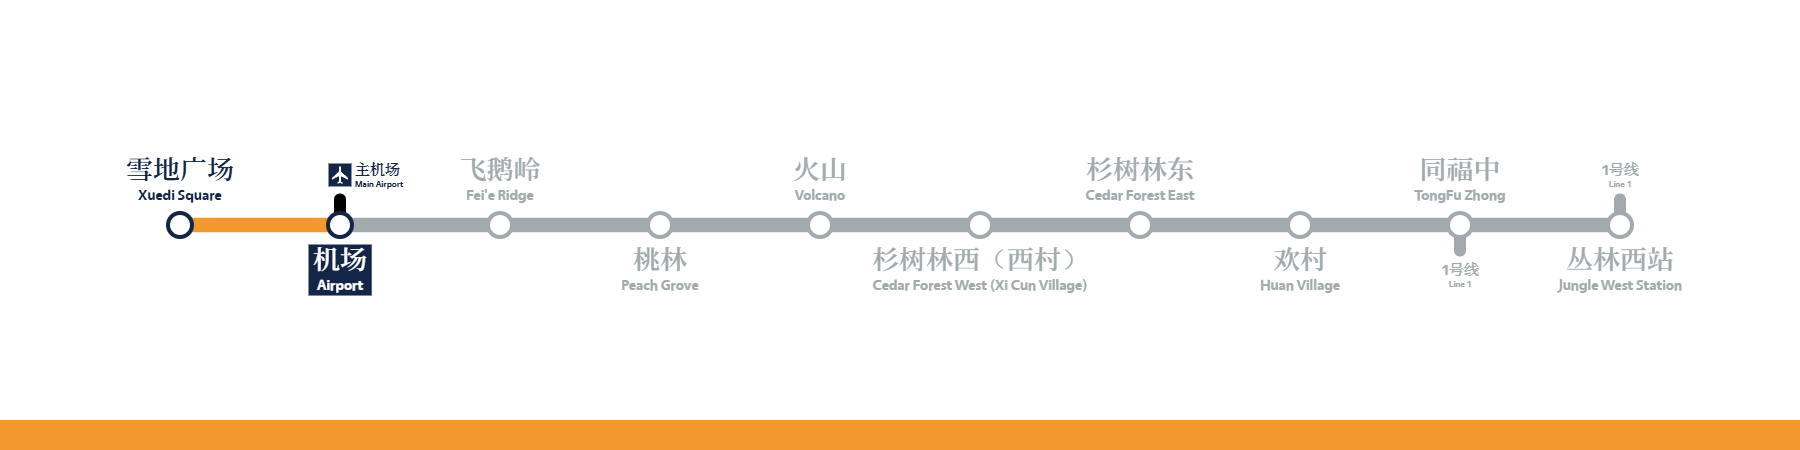 雪地广场
Xuedi Square
主机场
Main Airport
机场
Airport
飞鹅岭
Fei'e Ridge
桃林
Peach Grove
火山
Volcano
杉树林西（西村）
Cedar Forest West (Xi Cun Village)
杉树林东
Cedar Forest East
欢村
Huan Village
同福中
TongFu Zhong
1号线
Line 1
1号线
Line 1
丛林西站
Jungle West Station